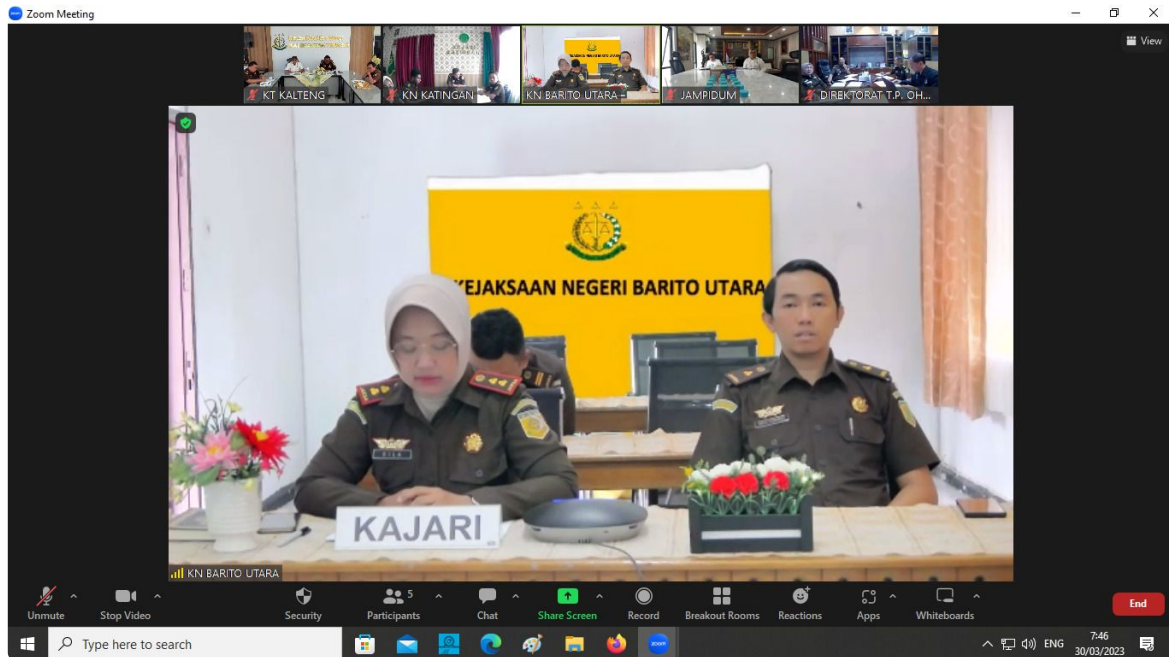 Zoom Meeting
View
KT KALTENG
KN KATINGAN
KN BARITO UTARA
JAMPIDUM
DIREKTORAT T.P. OH...
KEJAKSAAN NEGERI BARITO UTARA
KAJARI
KN BARITO UTARA
5
Unmute
Stop Video
Security
Participants
Chat
Share Screen
Record
Breakout Rooms
Reactions
Apps
Whiteboards
End
Type here to search
zoom
ENG
7:46
30/03/2023